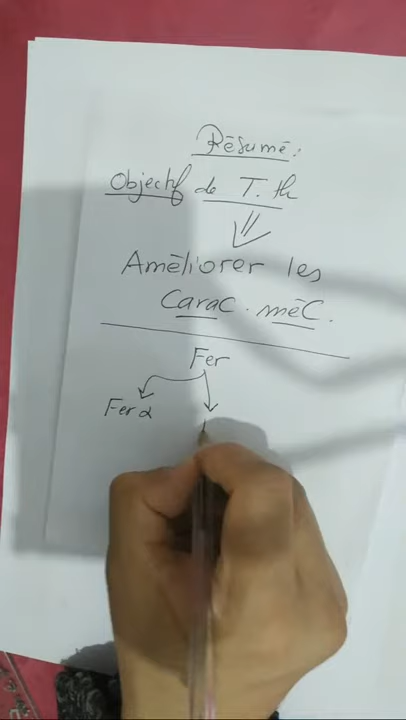 Résumé:
Objectif de T. th
Améliorer les
Carac. méC.
Fer
Fer α